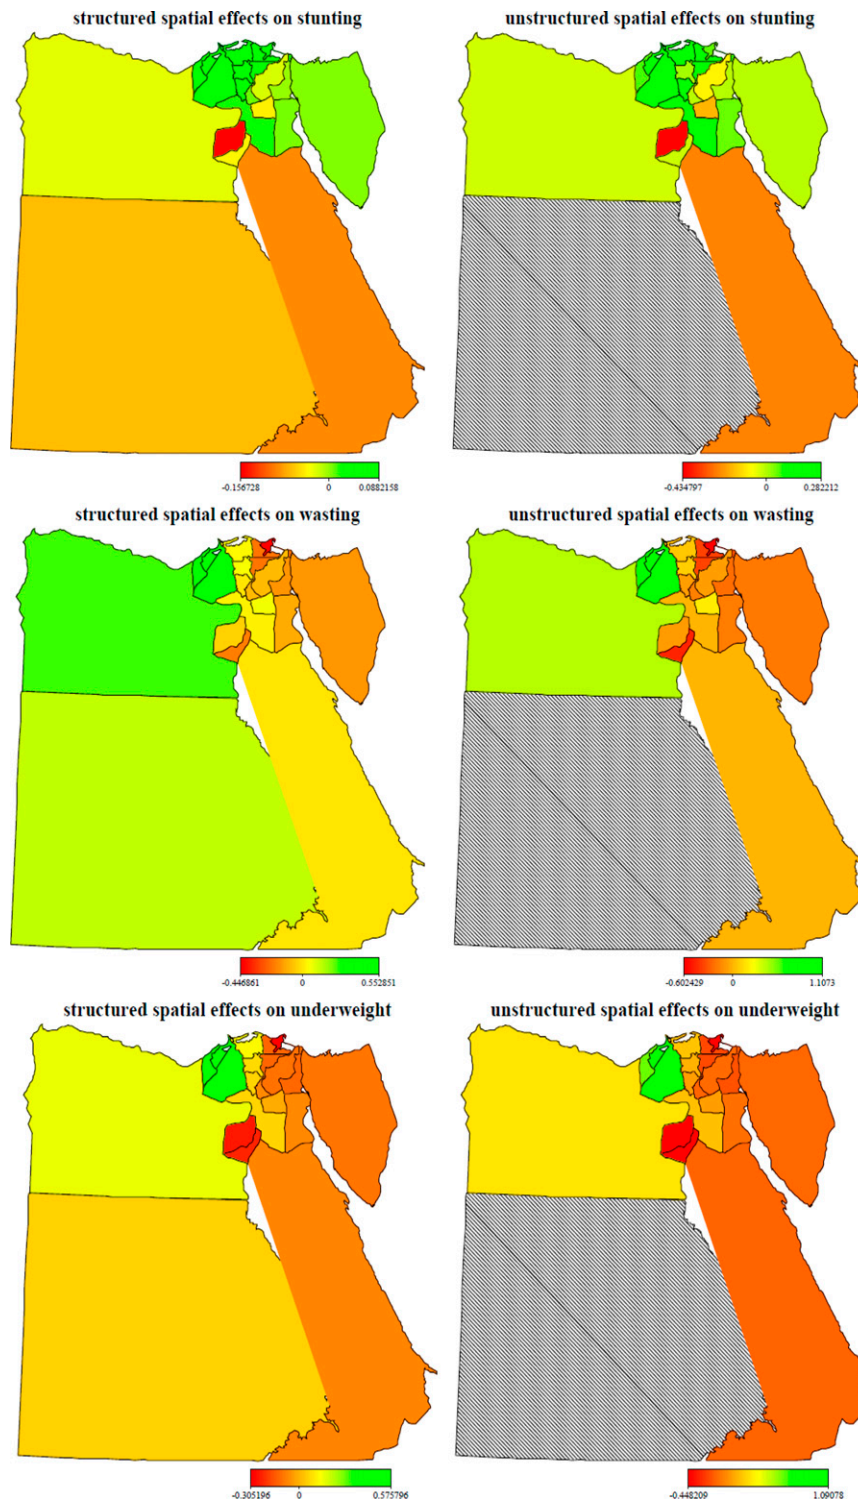 structured spatial effects on stunting
unstructured spatial effects on stunting
-0.156728 0 0.0882158
-0.434797 0 0.282212
structured spatial effects on wasting
unstructured spatial effects on wasting
-0.446861 0 0.552851
-0.602429 0 1.1073
structured spatial effects on underweight
unstructured spatial effects on underweight
-0.305196 0 0.575796
-0.448209 0 1.09078